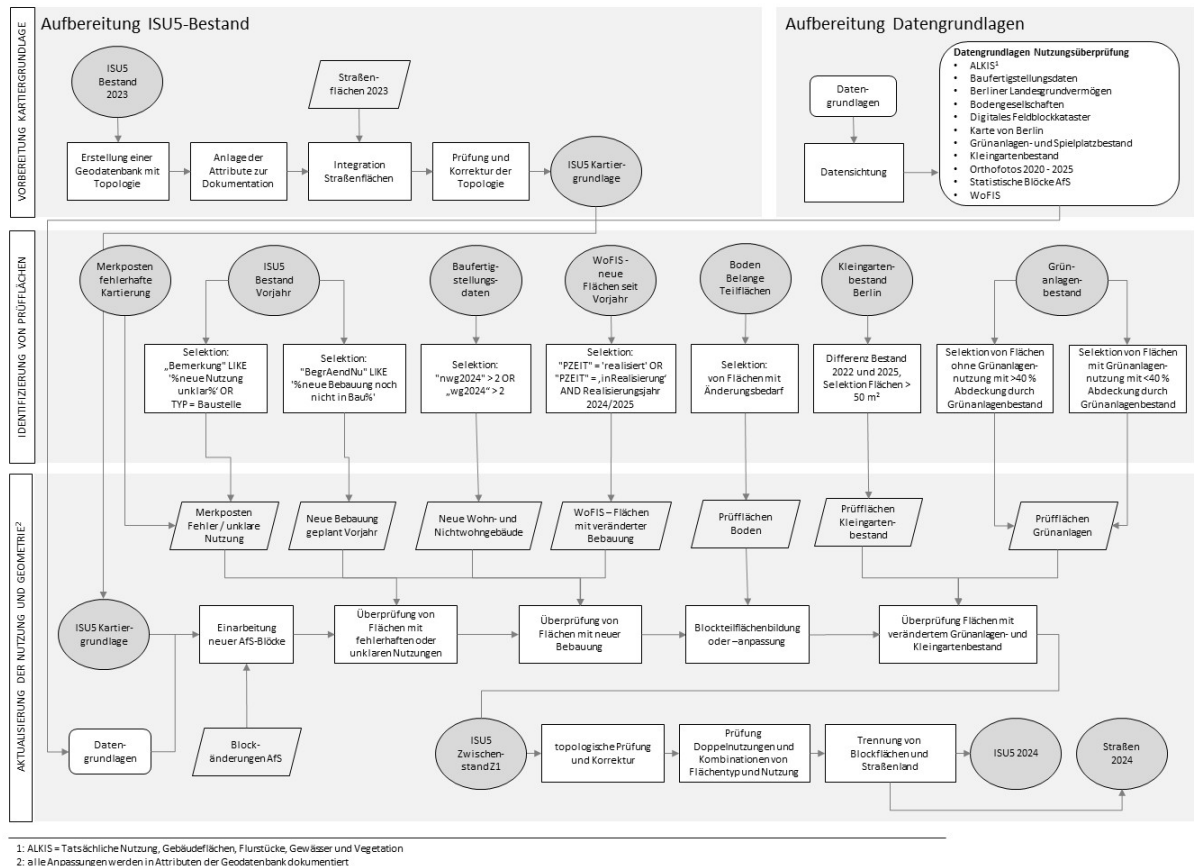 VORBEREITUNG KARTIERGRUNDLAGE
Aufbereitung ISU5-Bestand
ISU5
Bestand
2023
Straßen-
flächen 2023
Erstellung einer
Geodatenbank mit
Topologie
Anlage der
Attribute zur
Dokumentation
Integration
Straßenflächen
Prüfung und
Korrektur der
Topologie
ISU5 Kartier-
grundlage
Aufbereitung Datengrundlagen
Daten-
grundlagen
Datensichtung
Datengrundlagen Nutzungsüberprüfung
• ALKIS¹
• Baufertigstellungsdaten
• Berliner Landesgrundvermögen
• Bodengesellschaften
• Digitales Feldblockkataster
• Karte von Berlin
• Grünanlagen- und Spielplatzbestand
• Kleingartenbestand
• Orthofotos 2020 - 2025
• Statistische Blöcke AfS
• WoFIS
IDENTIFIZIERUNG VON PRÜFFLÄCHEN
Merkposten
fehlerhafte
Kartierung
ISU5
Bestand
Vorjahr
Baufertig-
stellungs-
daten
WoFIS -
neue
Flächen seit
Vorjahr
Boden
Belange
Teilflächen
Kleingarten-
bestand
Berlin
Grün-
anlagen-
bestand
Selektion:
„Bemerkung" LIKE
'%neue Nutzung
unklar%' OR
TYP = Baustelle
Selektion:
"BegrAendNu" LIKE
'%neue Bebauung noch
nicht in Bau%'
Selektion:
"nwg2024" > 2 OR
„wg2024“ > 2
Selektion:
"PZEIT" = 'realisiert' OR
"PZEIT" = ‚inRealisierung'
AND Realisierungsjahr
2024/2025
Selektion:
von Flächen mit
Änderungsbedarf
Differenz Bestand
2022 und 2025,
Selektion Flächen >
50 m²
Selektion von Flächen
ohne Grünanlagen-
nutzung mit >40 %
Abdeckung durch
Grünanlagenbestand
Selektion von Flächen
mit Grünanlagen-
nutzung mit <40 %
Abdeckung durch
Grünanlagenbestand
AKTUALISIERUNG DER NUTZUNG UND GEOMETRIE²
Merkposten
Fehler / unklare
Nutzung
Neue Bebauung
geplant Vorjahr
Neue Wohn- und
Nichtwohngebäude
WoFIS – Flächen
mit veränderter
Bebauung
Prüfflächen
Boden
Prüfflächen
Kleingarten-
bestand
Prüfflächen
Grünanlagen
ISU5 Kartier-
grundlage
Einarbeitung
neuer AfS-Blöcke
Überprüfung von
Flächen mit
fehlerhaften oder
unklaren Nutzungen
Überprüfung von
Flächen mit neuer
Bebauung
Blockteilflächenbildung
oder –anpassung
Überprüfung Flächen mit
verändertem Grünanlagen- und
Kleingartenbestand
Daten-
grundlagen
Block-
änderungen AfS
ISU5
Zwischen-
stand Z1
topologische Prüfung
und Korrektur
Prüfung
Doppelnutzungen und
Kombinationen von
Flächentyp und Nutzung
Trennung von
Blockflächen und
Straßenland
ISU5 2024
Straßen
2024
1: ALKIS = Tatsächliche Nutzung, Gebäudeflächen, Flurstücke, Gewässer und Vegetation
2: alle Anpassungen werden in Attributen der Geodatenbank dokumentiert